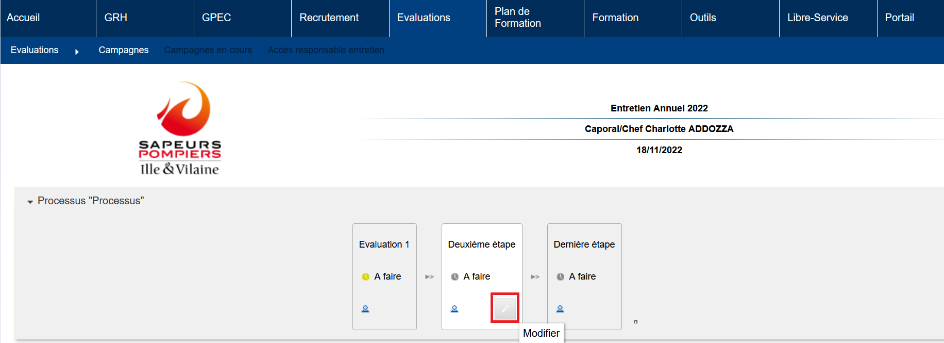 Accueil GRH GPEC Recrutement Evaluations Plan de Formation Formation Outils Libre-Service Portail
Evaluations Campagnes Campagnes en cours Accès responsable entretien
SAPEURS
POMPIERS
Ille & Vilaine
Entretien Annuel 2022
Caporal/Chef Charlotte ADDOZZA
18/11/2022
Processus "Processus"
Evaluation 1 Deuxième étape Dernière étape
A faire A faire A faire
Modifier